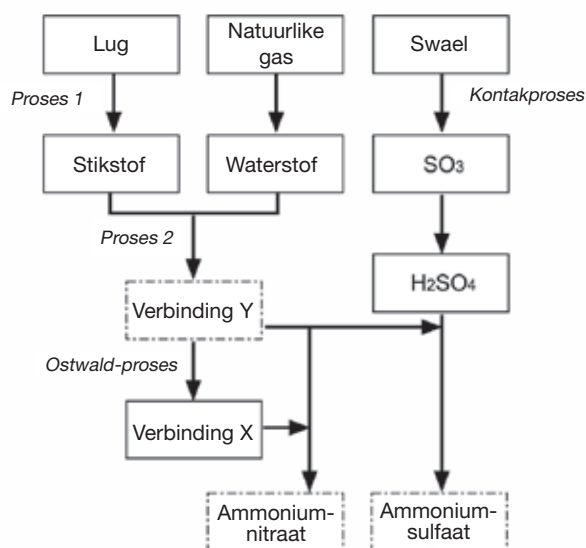 Lug
Natuurlike
gas
Swael
Proses 1
Kontakproses
Stikstof
Waterstof
SO₃
Proses 2
H₂SO₄
Verbinding Y
Ostwald-proses
Verbinding X
Ammonium-
nitraat
Ammonium-
sulfaat